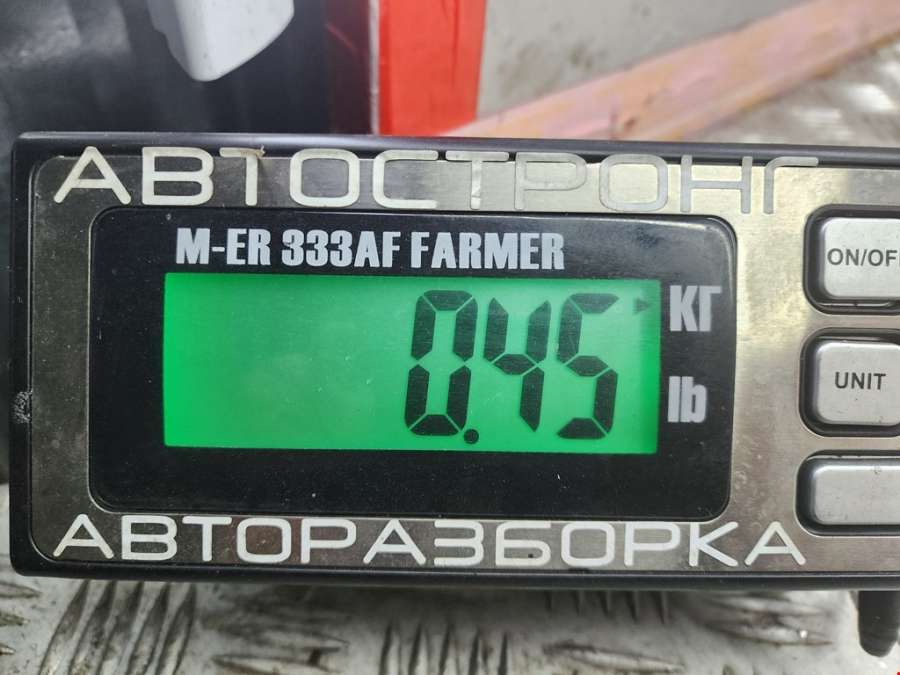 АВТОСТРОНГ
M-ER 333AF FARMER
0.45
КГ
lb
ON/OF
UNIT
АВТОРАЗБОРКА